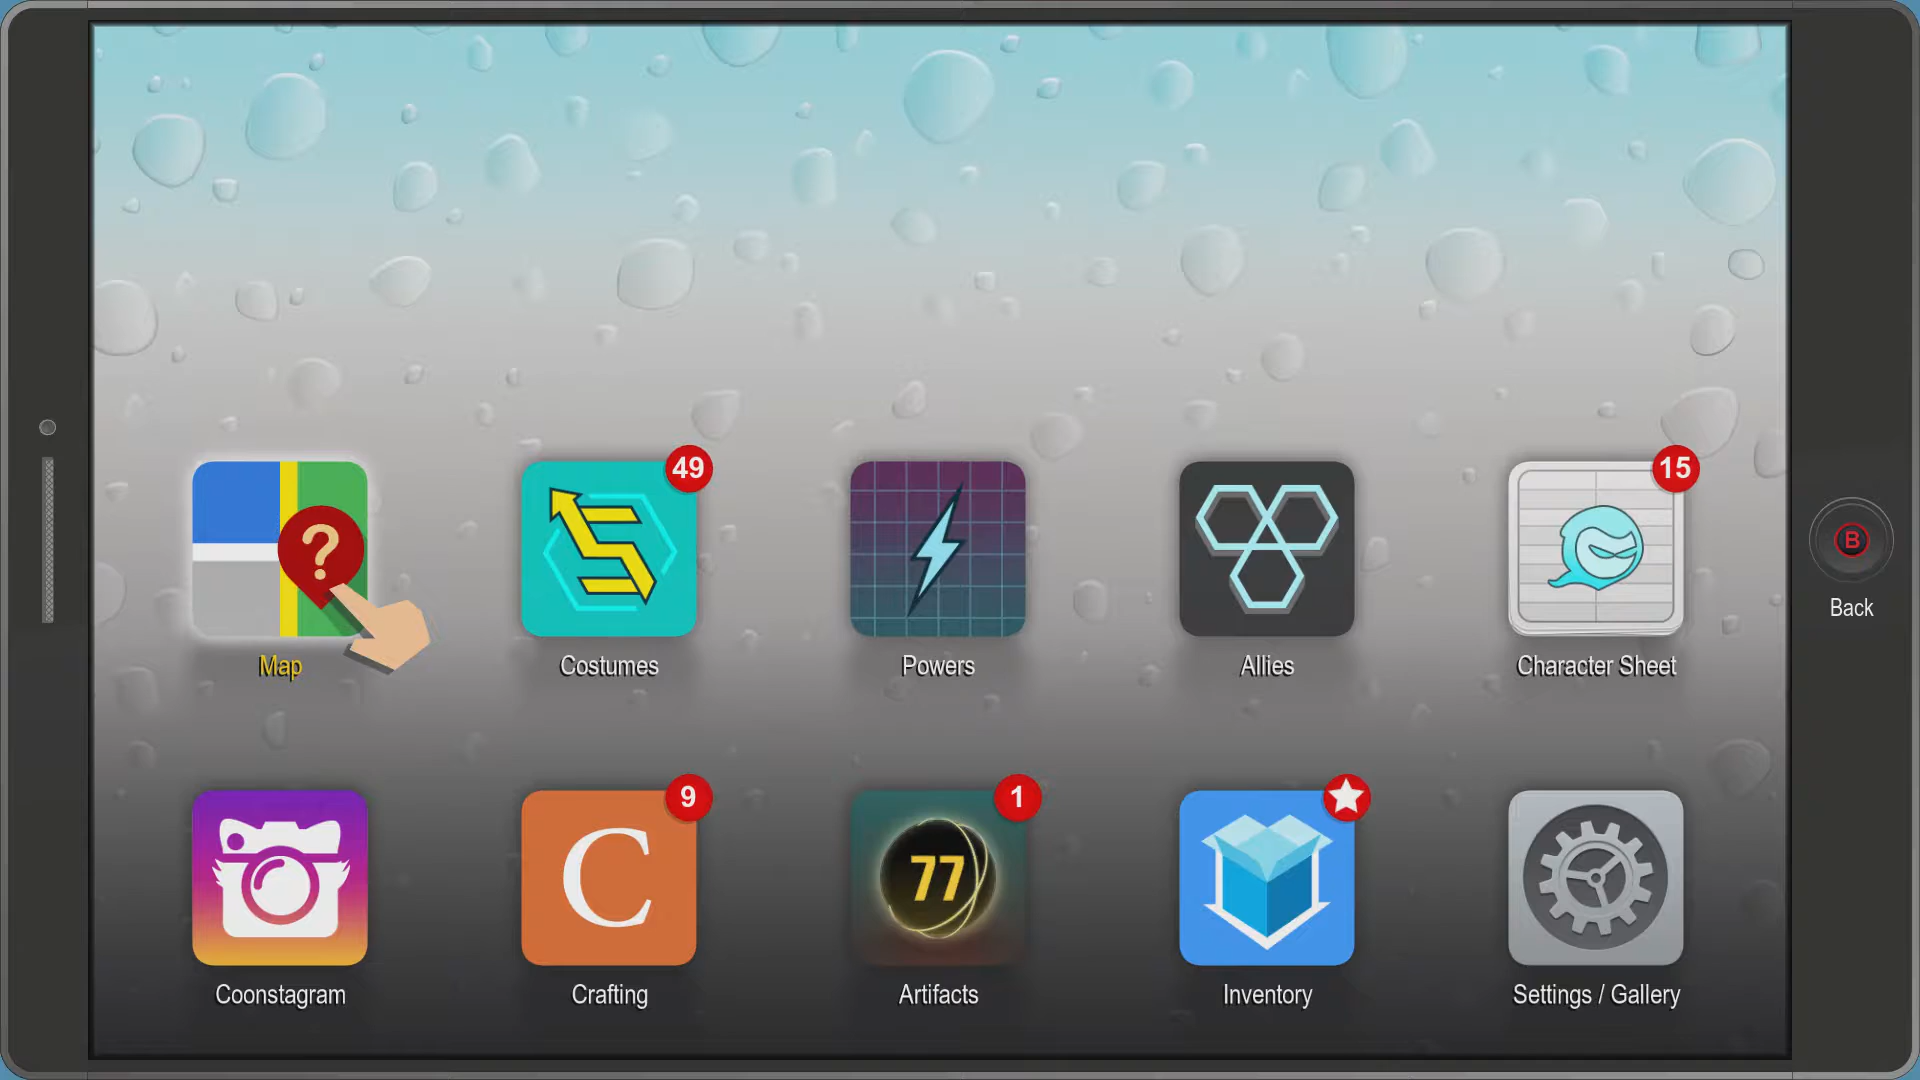 49
15
?
Map
Costumes
Powers
Allies
Character Sheet
B
Back
9
1
C
77
Coonstagram
Crafting
Artifacts
Inventory
Settings / Gallery